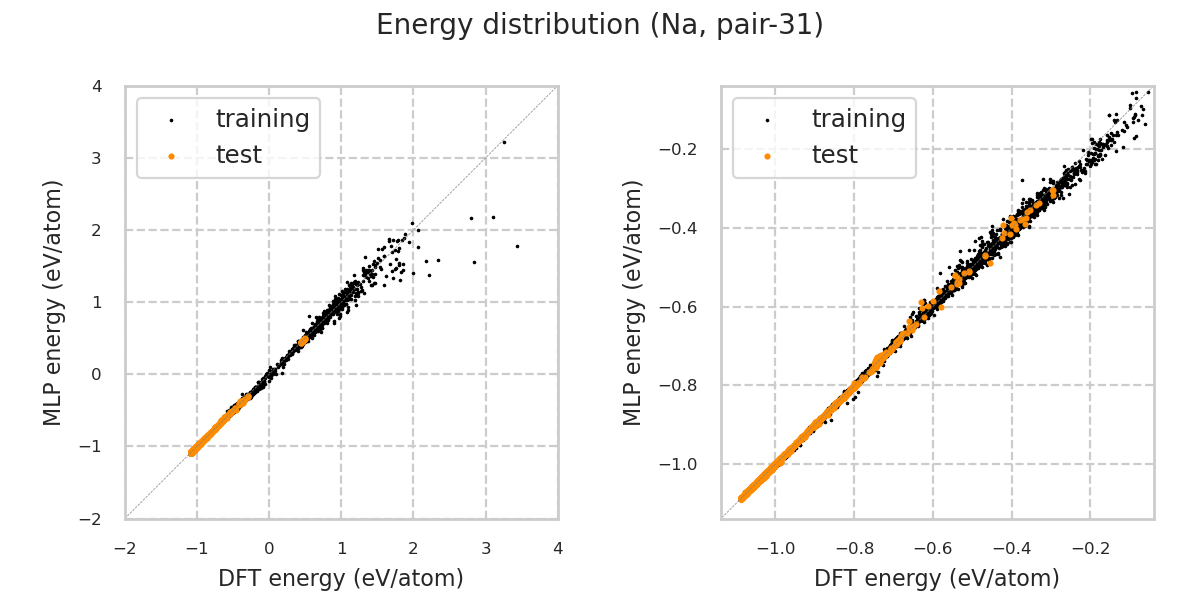 Energy distribution (Na, pair-31)
training
test
4
3
2
1
0
−1
−2
MLP energy (eV/atom)
−2
−1
0
1
2
3
4
DFT energy (eV/atom)
training
test
−0.2
−0.4
−0.6
−0.8
−1.0
MLP energy (eV/atom)
−1.0
−0.8
−0.6
−0.4
−0.2
DFT energy (eV/atom)